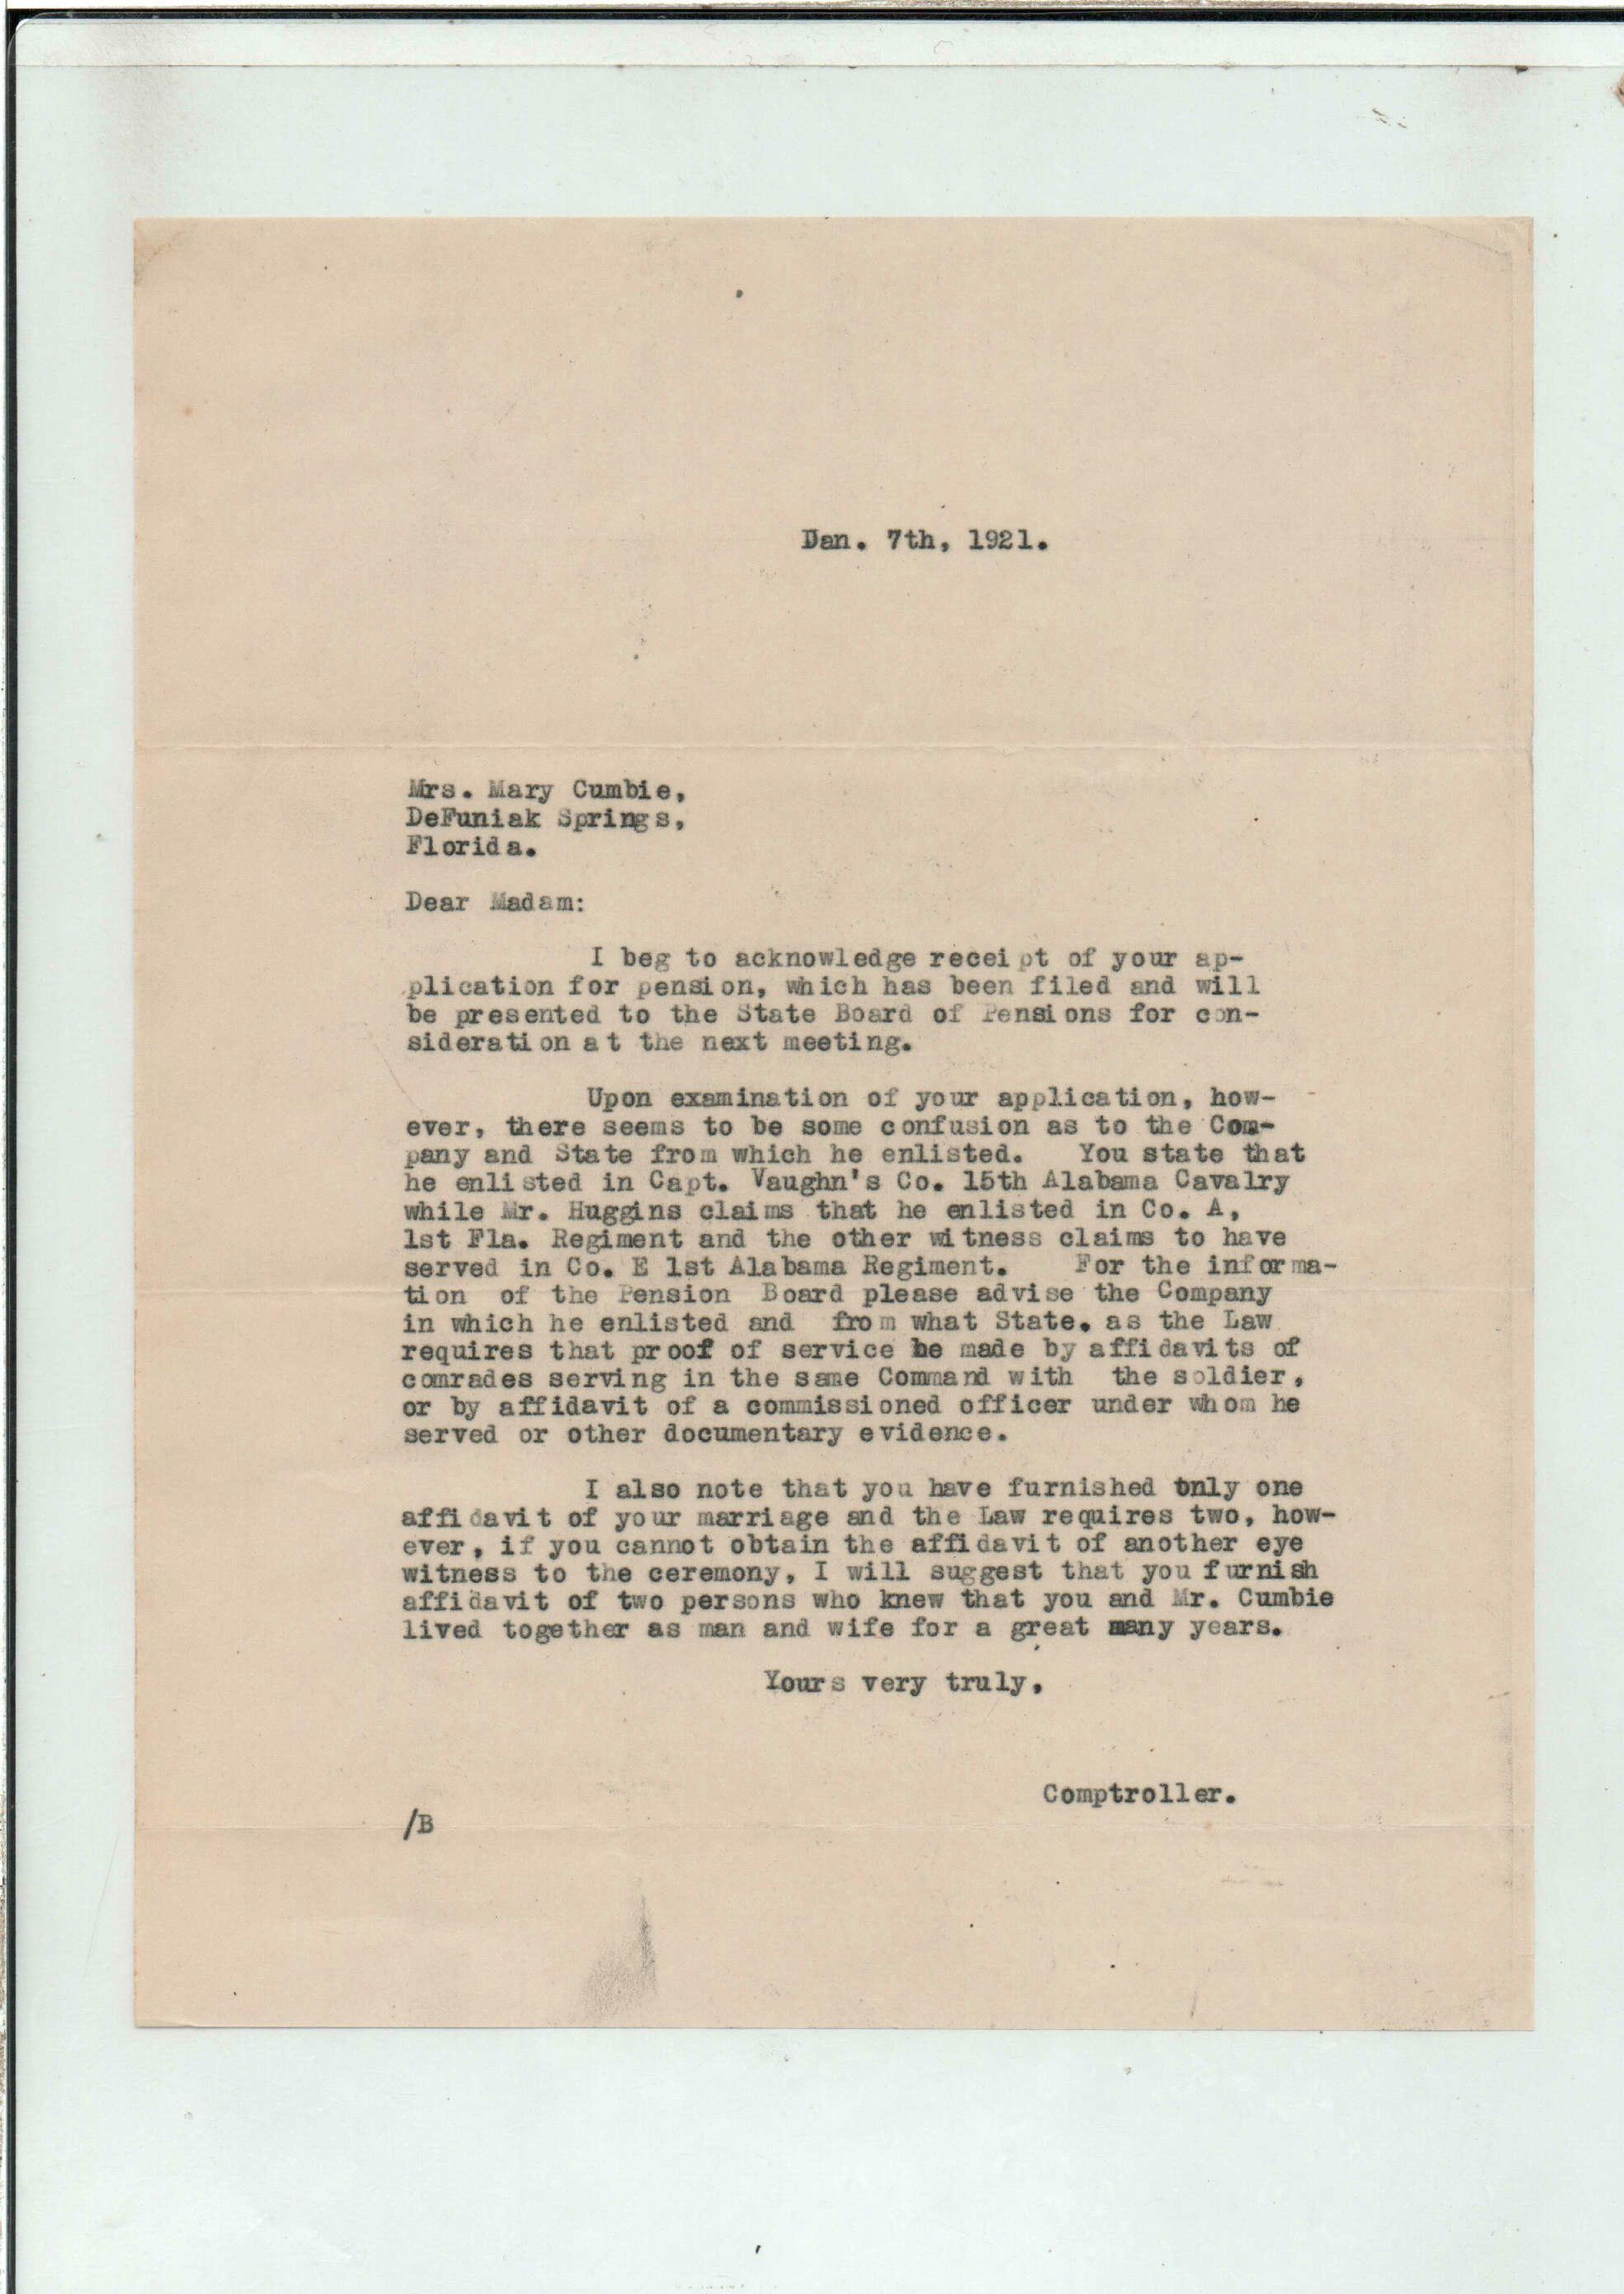 Jan. 7th, 1921.
Mrs. Mary Cumbie,
DeFuniak Springs,
Florida.
Dear Madam:
I beg to acknowledge receipt of your ap-
plication for pension, which has been filed and will
be presented to the State Board of Pensions for con-
sideration at the next meeting.
Upon examination of your application, how-
ever, there seems to be some confusion as to the Com-
pany and State from which he enlisted. You state that
he enlisted in Capt. Vaughn's Co. 15th Alabama Cavalry
while Mr. Huggins claims that he enlisted in Co. A,
1st Fla. Regiment and the other witness claims to have
served in Co. E 1st Alabama Regiment. For the informa-
tion of the Pension Board please advise the Company
in which he enlisted and from what State. as the Law
requires that proof of service be made by affidavits of
comrades serving in the same Command with the soldier,
or by affidavit of a commissioned officer under whom he
served or other documentary evidence.
I also note that you have furnished only one
affidavit of your marriage and the Law requires two, how-
ever, if you cannot obtain the affidavit of another eye
witness to the ceremony, I will suggest that you furnish
affidavit of two persons who knew that you and Mr. Cumbie
lived together as man and wife for a great many years.
Yours very truly,
Comptroller.
/B